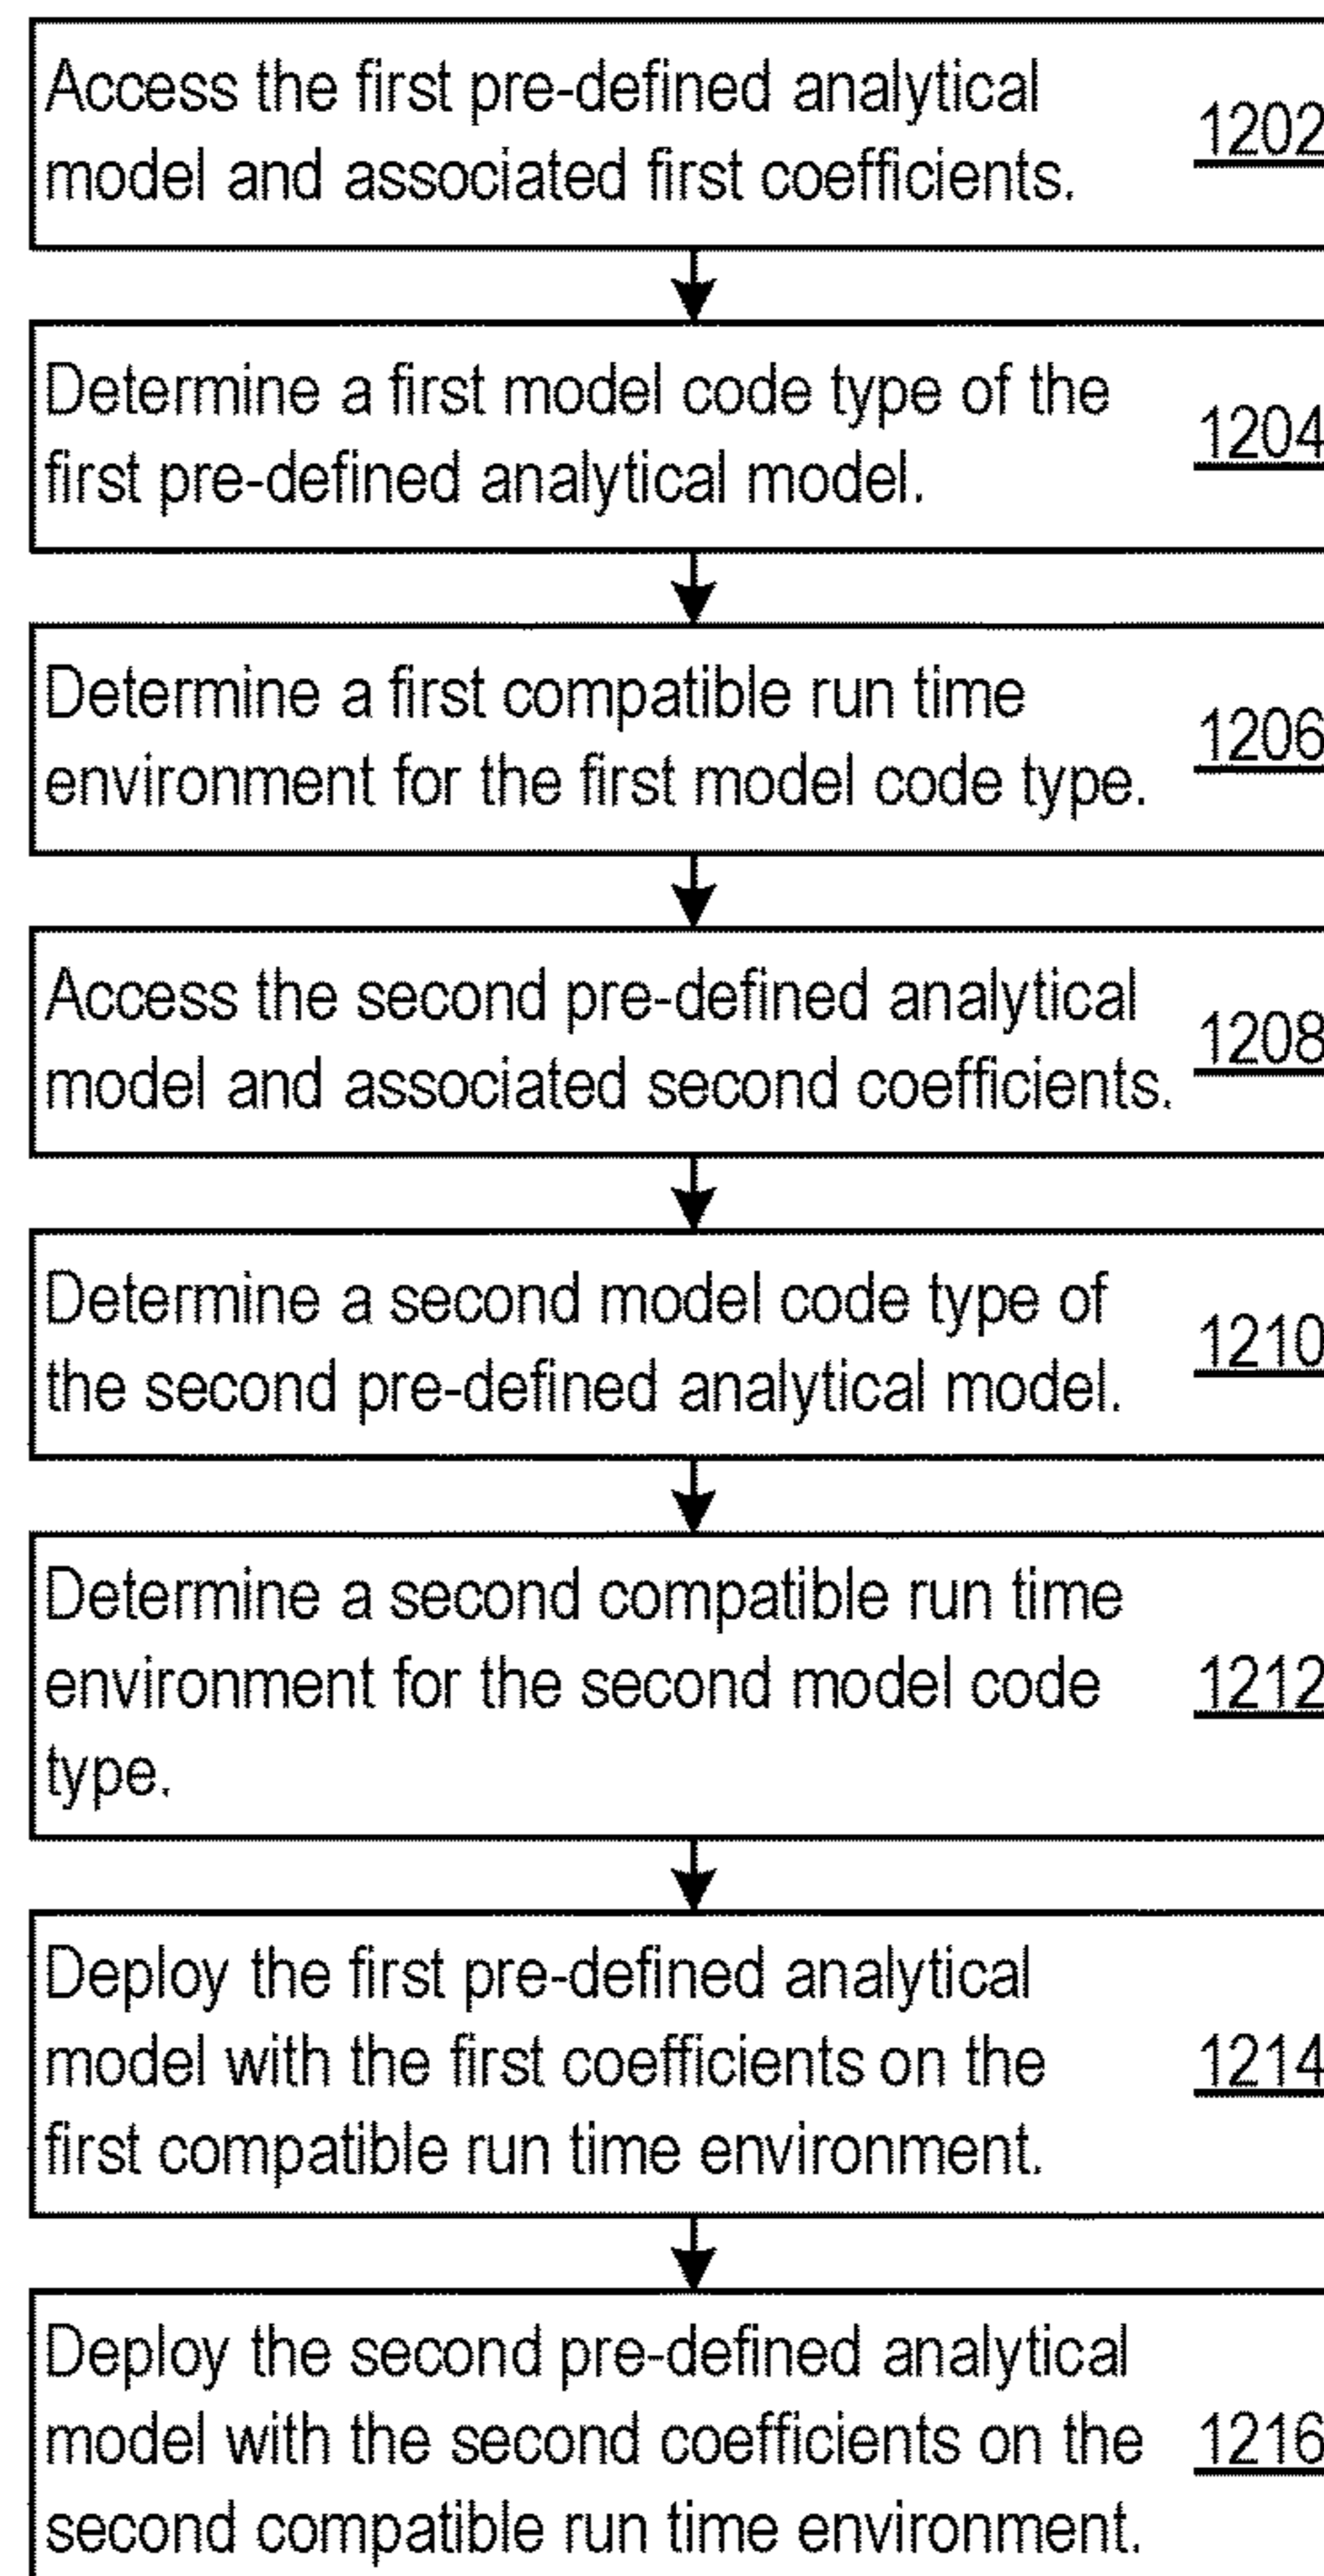 Access the first pre-defined analytical
model and associated first coefficients.
1202
Determine a first model code type of the
first pre-defined analytical model.
1204
Determine a first compatible run time
environment for the first model code type.
1206
Access the second pre-defined analytical
model and associated second coefficients.
1208
Determine a second model code type of
the second pre-defined analytical model.
1210
Determine a second compatible run time
environment for the second model code
type.
1212
Deploy the first pre-defined analytical
model with the first coefficients on the
first compatible run time environment.
1214
Deploy the second pre-defined analytical
model with the second coefficients on the
second compatible run time environment.
1216